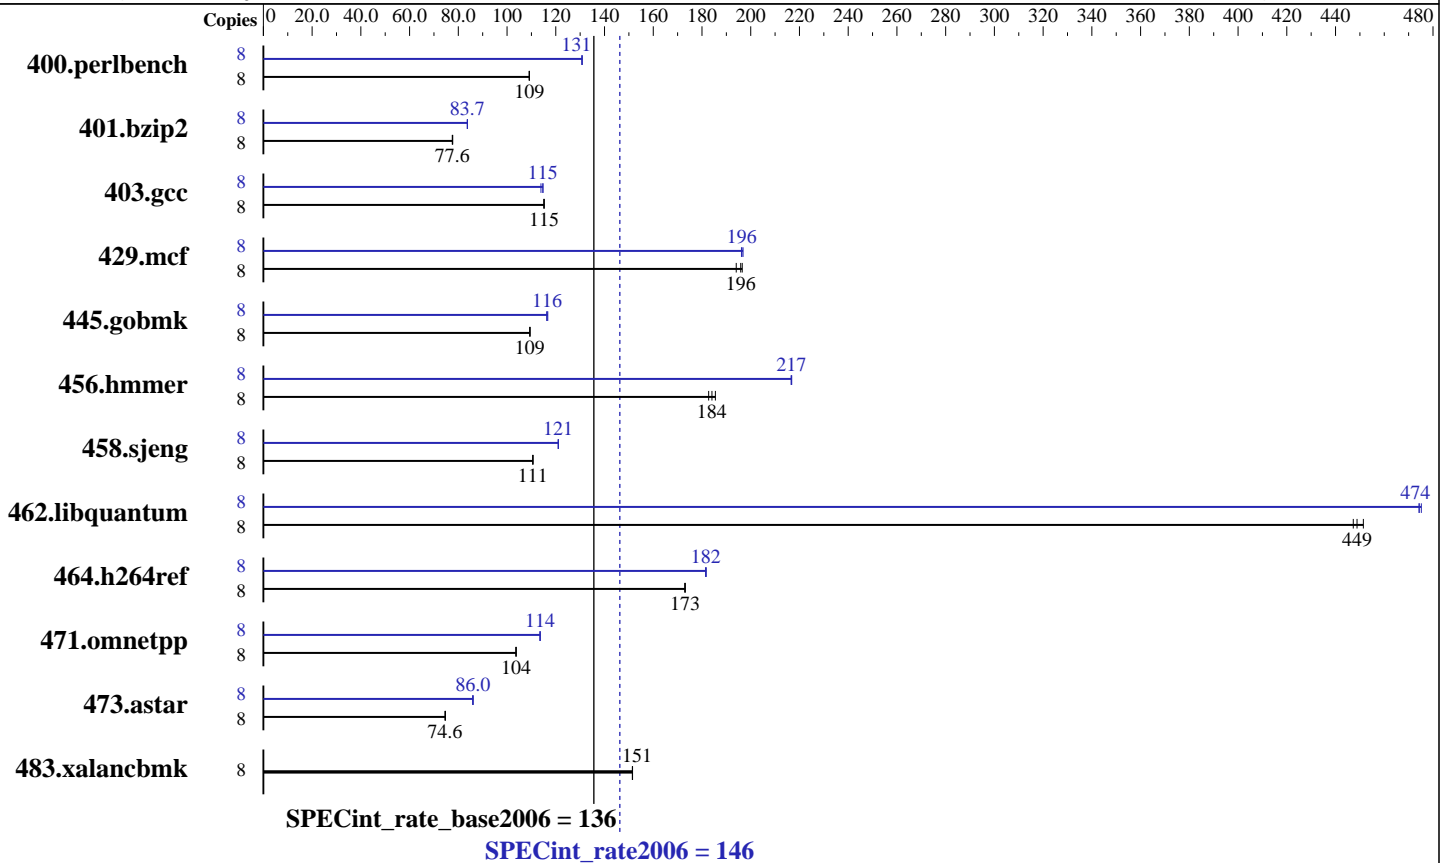 Copies 0 20.0 40.0 60.0 80.0 100 120 140 160 180 200 220 240 260 280 300 320 340 360 380 400 420 440 480
400.perlbench 8 131
8 109
401.bzip2 8 83.7
8 77.6
403.gcc 8 115
8 115
429.mcf 8 196
8 196
445.gobmk 8 116
8 109
456.hmmer 8 217
8 184
458.sjeng 8 121
8 111
462.libquantum 8 474
8 449
464.h264ref 8 182
8 173
471.omnetpp 8 114
8 104
473.astar 8 86.0
8 74.6
483.xalancbmk 8 151
SPECint_rate_base2006 = 136
SPECint_rate2006 = 146